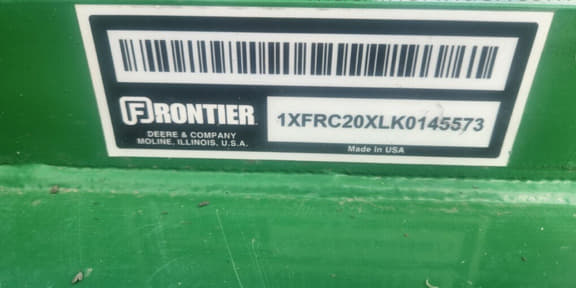 FRONTIER
DEERE & COMPANY
MOLINE, ILLINOIS, U.S.A.
1XFRC20XLK0145573
Made in USA